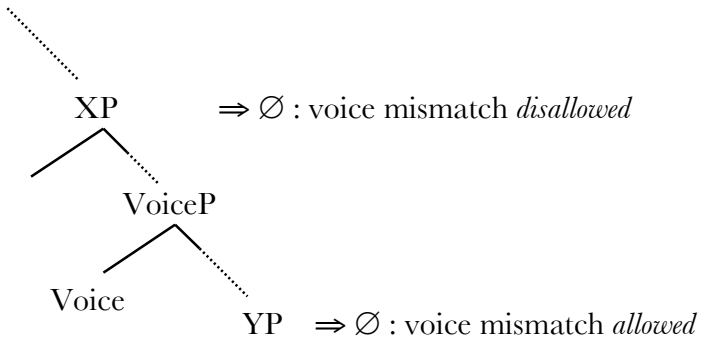 XP ⇒ ∅ : voice mismatch disallowed
VoiceP
Voice
YP ⇒ ∅ : voice mismatch allowed